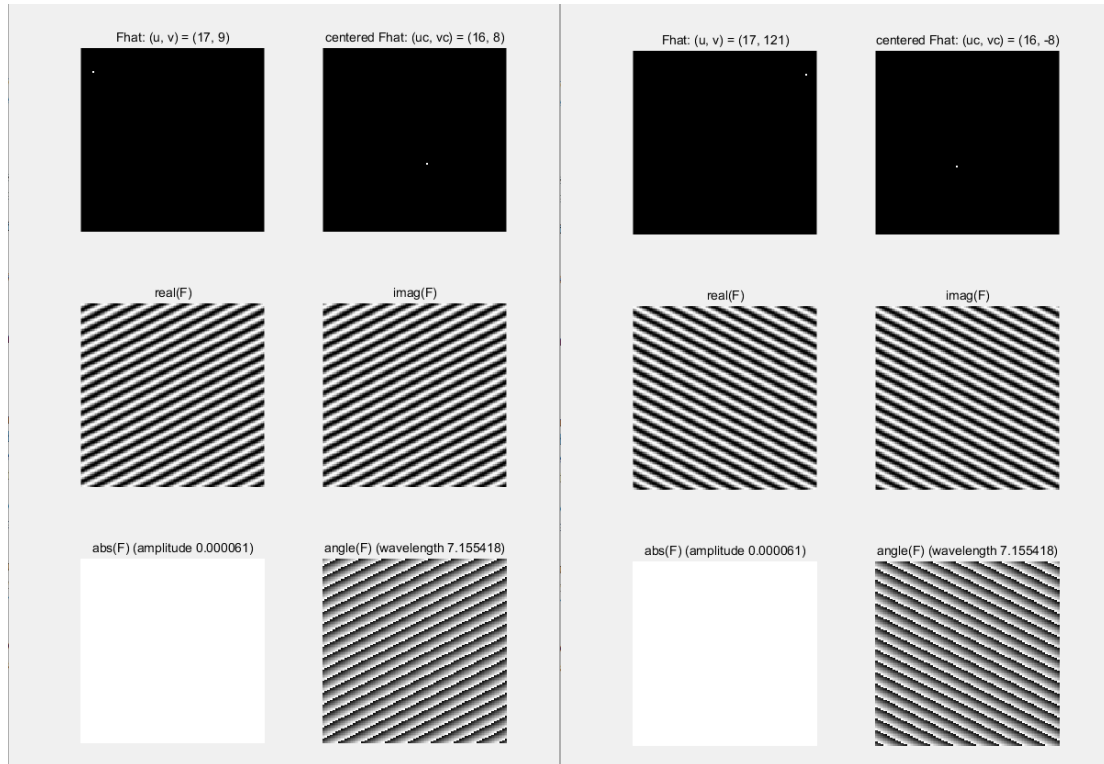 Fhat: (u, v) = (17, 9)
centered Fhat: (uc, vc) = (16, 8)
real(F)
imag(F)
abs(F) (amplitude 0.000061)
angle(F) (wavelength 7.155418)
Fhat: (u, v) = (17, 121)
centered Fhat: (uc, vc) = (16, -8)
real(F)
imag(F)
abs(F) (amplitude 0.000061)
angle(F) (wavelength 7.155418)